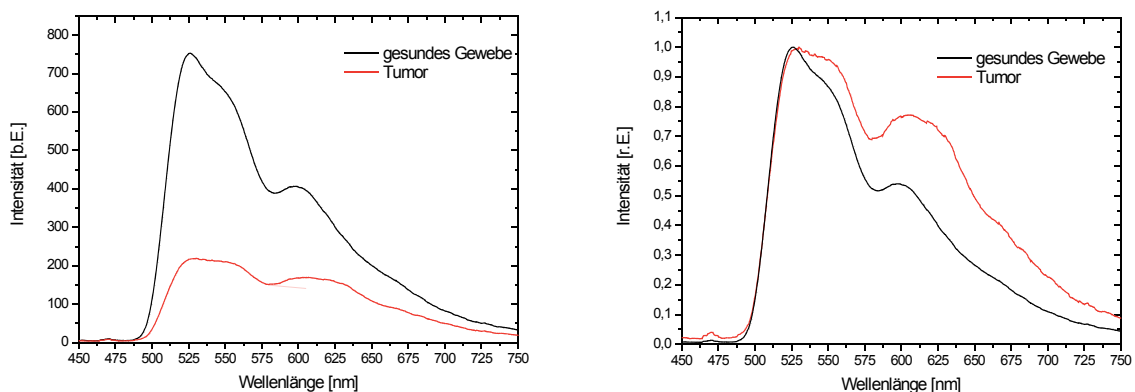 800
700
600
500
400
300
200
100
0
Intensität [b.E.]
gesundes Gewebe
Tumor
450 475 500 525 550 575 600 625 650 675 700 725 750
Wellenlänge [nm]
1,1
1,0
0,9
0,8
0,7
0,6
0,5
0,4
0,3
0,2
0,1
0,0
Intensität [r.E.]
gesundes Gewebe
Tumor
450 475 500 525 550 575 600 625 650 675 700 725 750
Wellenlänge [nm]